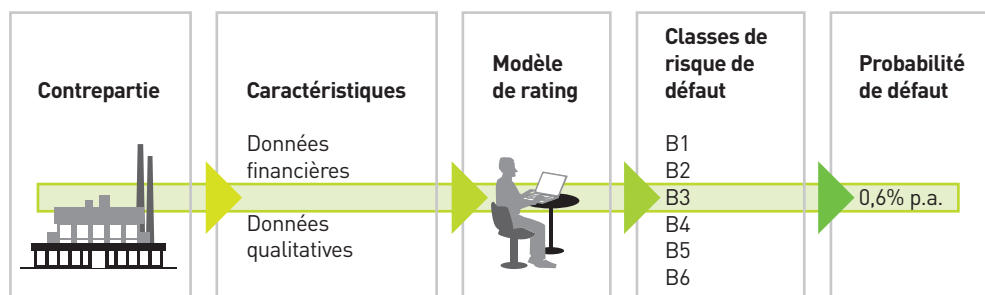 Contrepartie
Caractéristiques
Données
financières
Données
qualitatives
Modèle
de rating
Classes de
risque de
défaut
B1
B2
B3
B4
B5
B6
Probabilité
de défaut
0,6% p.a.